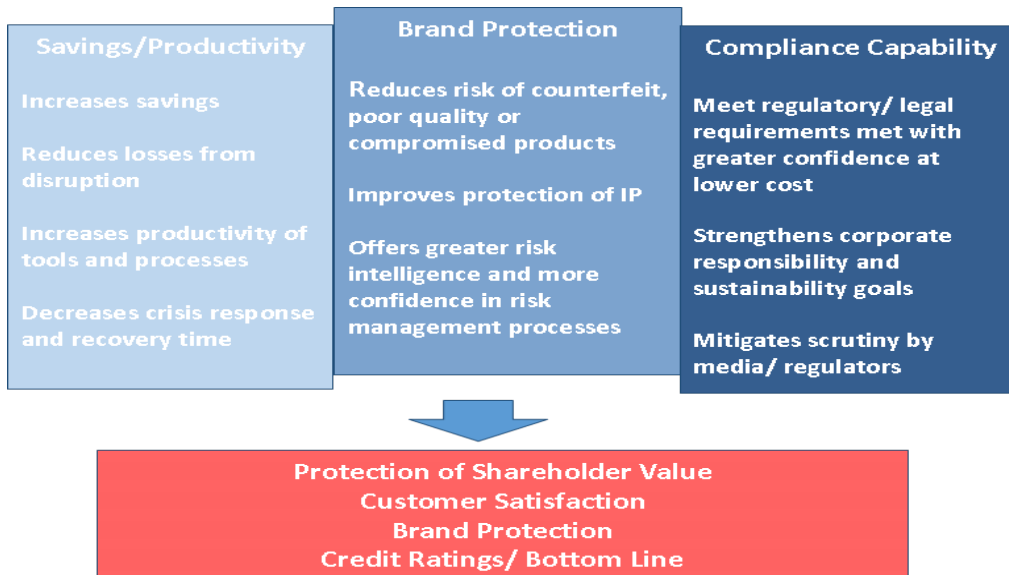 Savings/Productivity
Increases savings
Reduces losses from
disruption
Increases productivity of
tools and processes
Decreases crisis response
and recovery time
Brand Protection
Reduces risk of counterfeit,
poor quality or
compromised products
Improves protection of IP
Offers greater risk
intelligence and more
confidence in risk
management processes
Compliance Capability
Meet regulatory/ legal
requirements met with
greater confidence at
lower cost
Strengthens corporate
responsibility and
sustainability goals
Mitigates scrutiny by
media/ regulators
Protection of Shareholder Value
Customer Satisfaction
Brand Protection
Credit Ratings/ Bottom Line